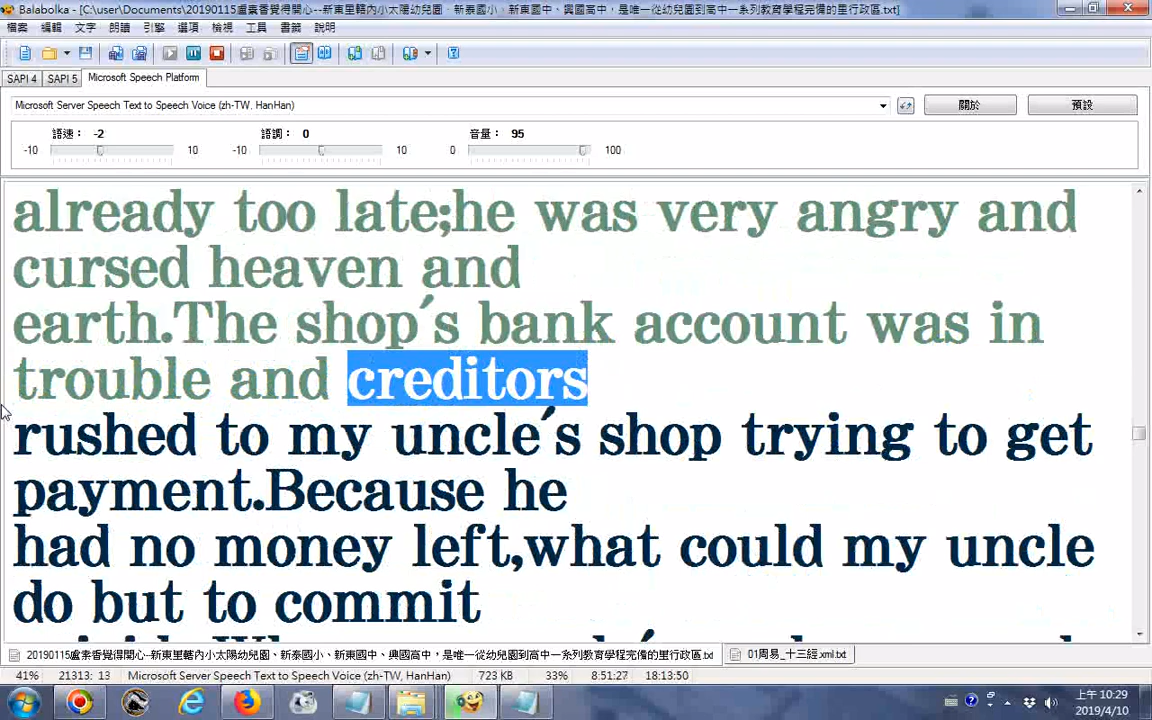 Balabolka - [C:\user\Documents\20190115盧素香覺得開心--新東里轄內小太陽幼兒園、新泰國小、新東國中、興國高中，是唯一從幼兒園到高中一系列教育學程完備的里行政區.txt]
檔案 編輯 文字 朗讀 引擎 選項 檢視 工具 書籤 說明
SAPI 4 SAPI 5 Microsoft Speech Platform
Microsoft Server Speech Text to Speech Voice (zh-TW, HanHan) 關於 預設
語速： -2 語調： 0 音量： 95
-10 10 -10 10 0 100
already too late;he was very angry and
cursed heaven and
earth.The shop's bank account was in
trouble and creditors
rushed to my uncle's shop trying to get
payment.Because he
had no money left,what could my uncle
do but to commit
20190115盧素香覺得開心--新東里轄內小太陽幼兒園、新泰國小、新東國中、興國高中，是唯一從幼兒園到高中一系列教育學程完備的里行政區.txt 01周易_十三經.xml.txt
41% 21313: 13 Microsoft Server Speech Text to Speech Voice (zh-TW, HanHan) 723 KB 33% 8:51:27 18:13:50
上午 10:29
2019/4/10